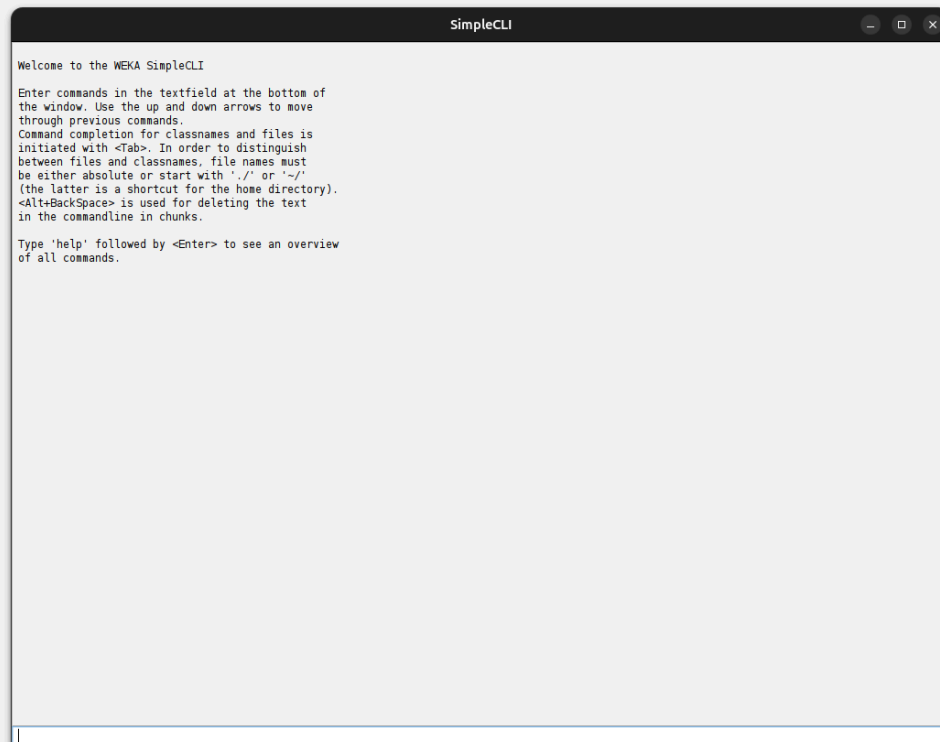 SimpleCLI
Welcome to the WEKA SimpleCLI
Enter commands in the textfield at the bottom of
the window. Use the up and down arrows to move
through previous commands.
Command completion for classnames and files is
initiated with <Tab>. In order to distinguish
between files and classnames, file names must
be either absolute or start with './' or '~/'
(the latter is a shortcut for the home directory).
<Alt+BackSpace> is used for deleting the text
in the commandline in chunks.
Type 'help' followed by <Enter> to see an overview
of all commands.